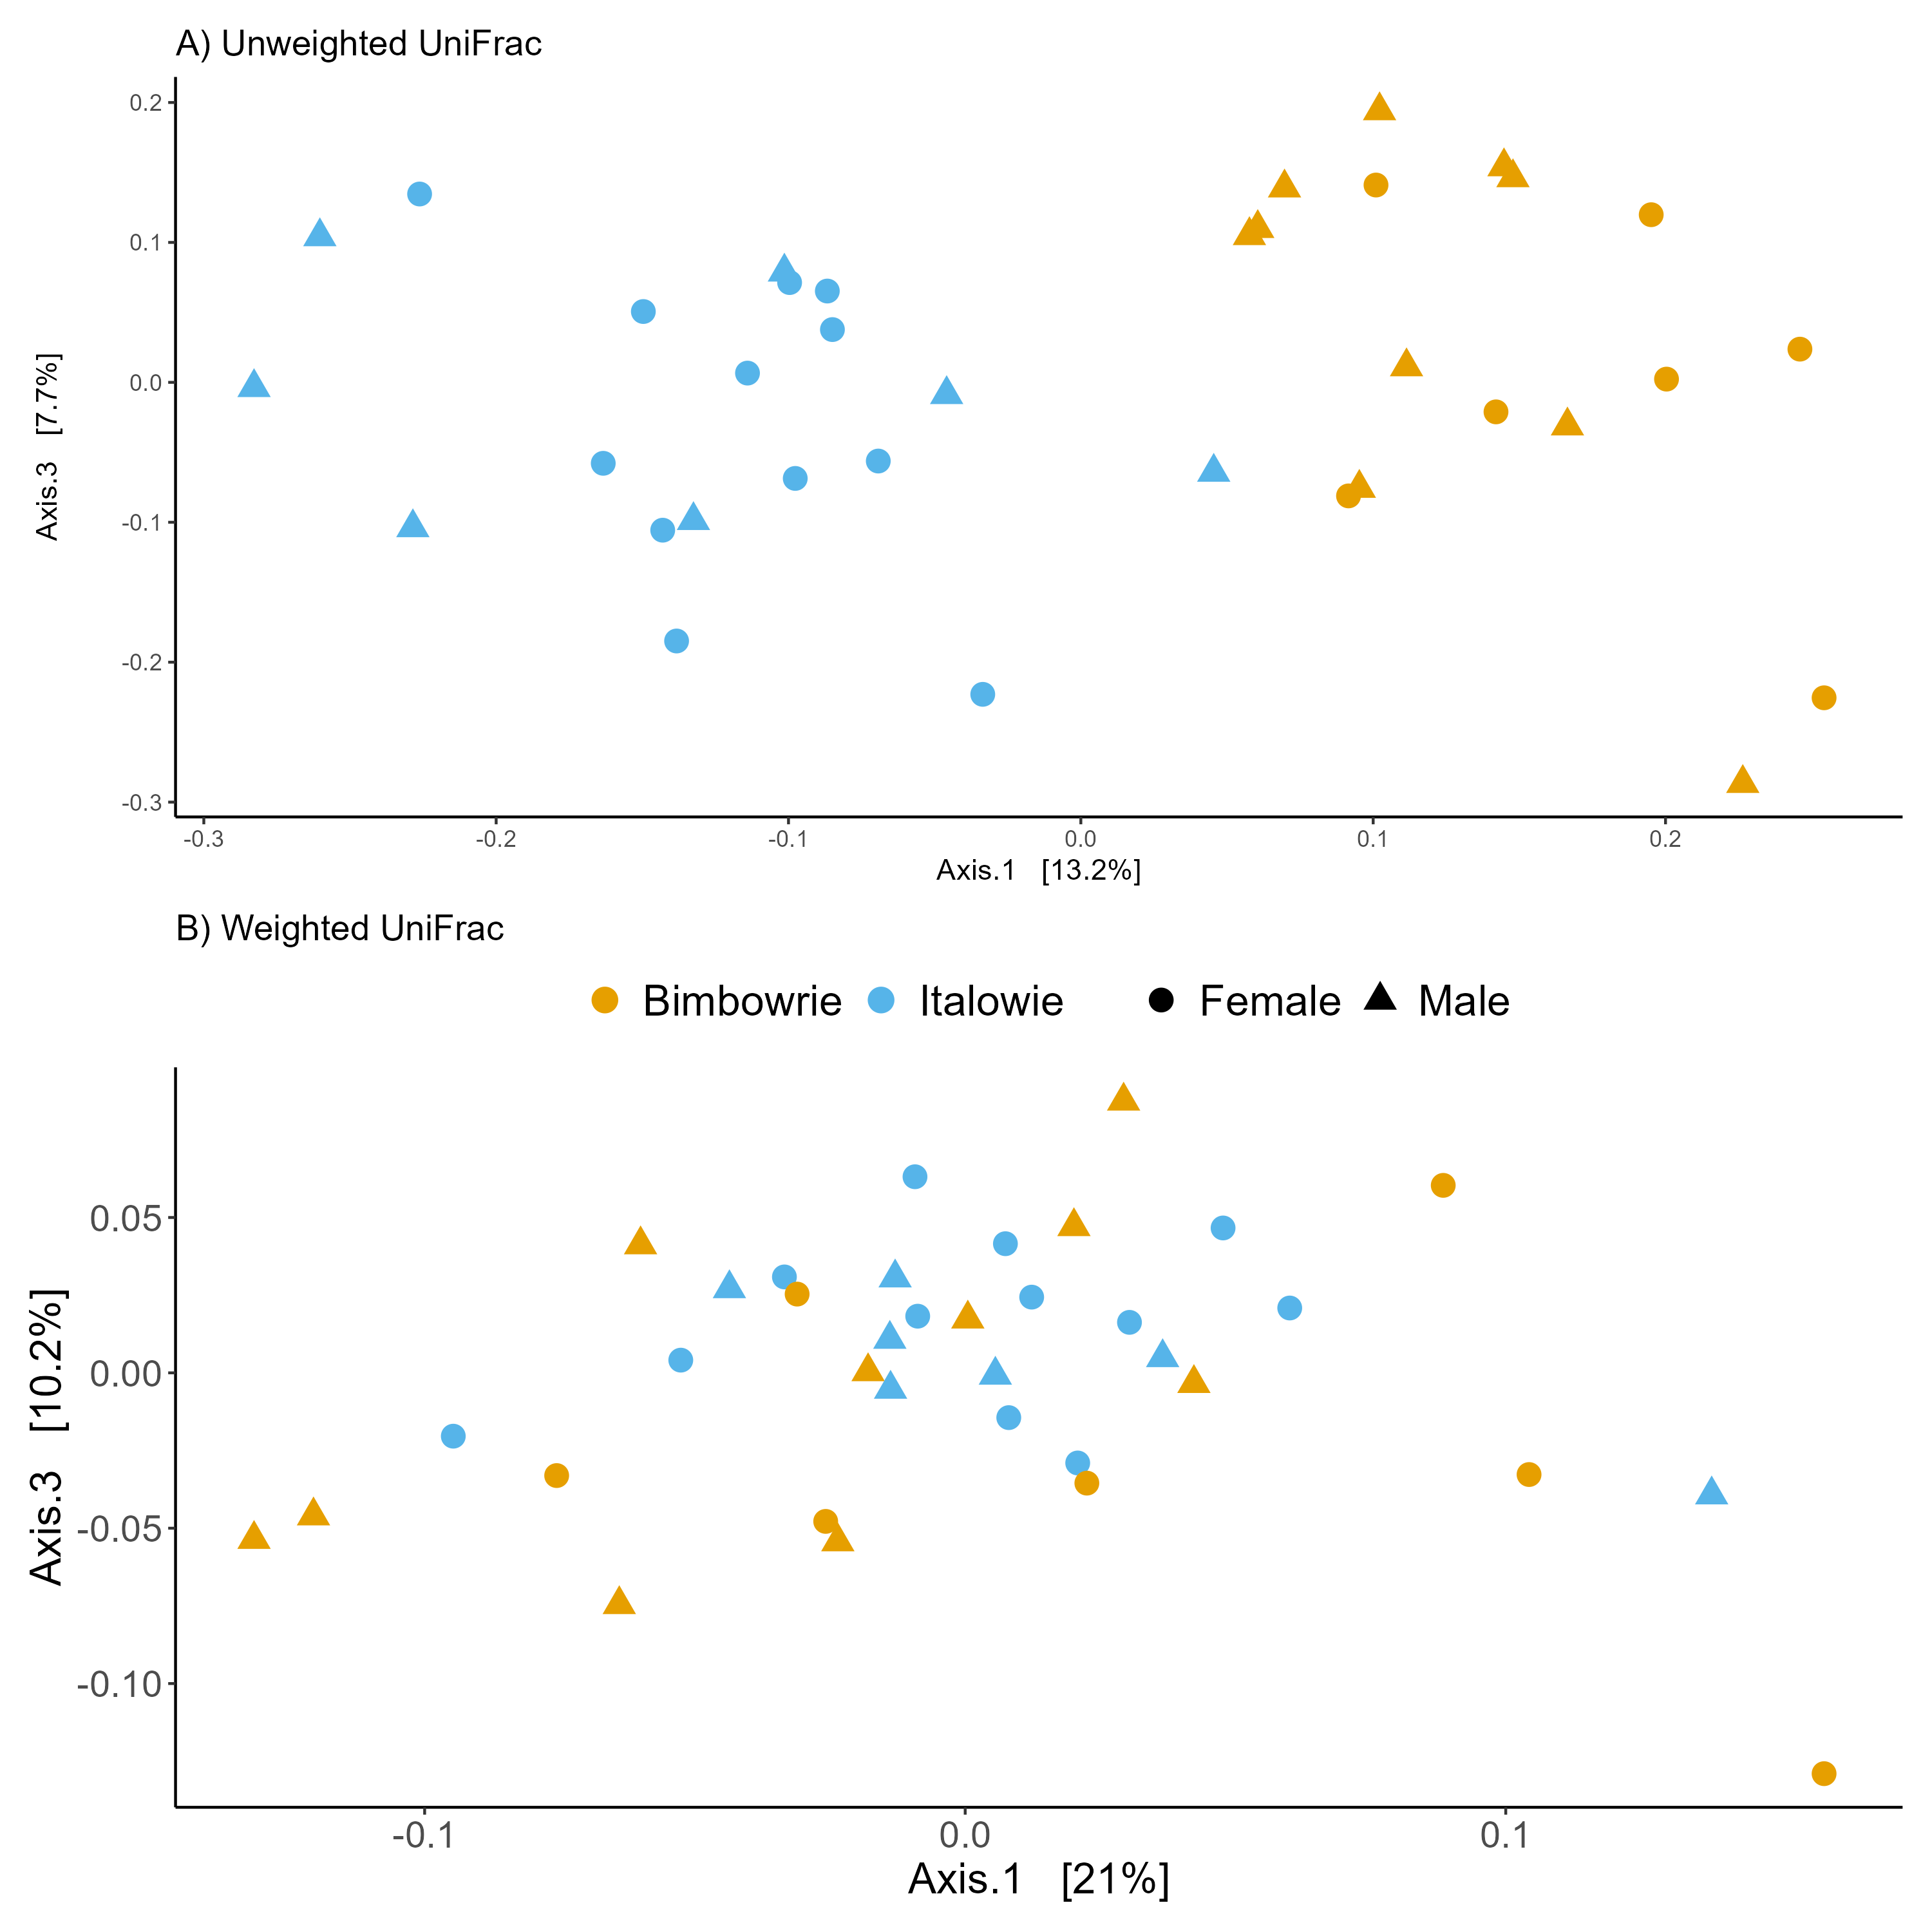 A) Unweighted UniFrac
0.2
0.1
0.0
-0.1
-0.2
-0.3
Axis.3 [7.7%]
-0.3 -0.2 -0.1 0.0 0.1 0.2
Axis.1 [13.2%]
B) Weighted UniFrac
Bimbowrie Italowie Female Male
0.05
0.00
-0.05
-0.10
Axis.3 [10.2%]
-0.1 0.0 0.1
Axis.1 [21%]